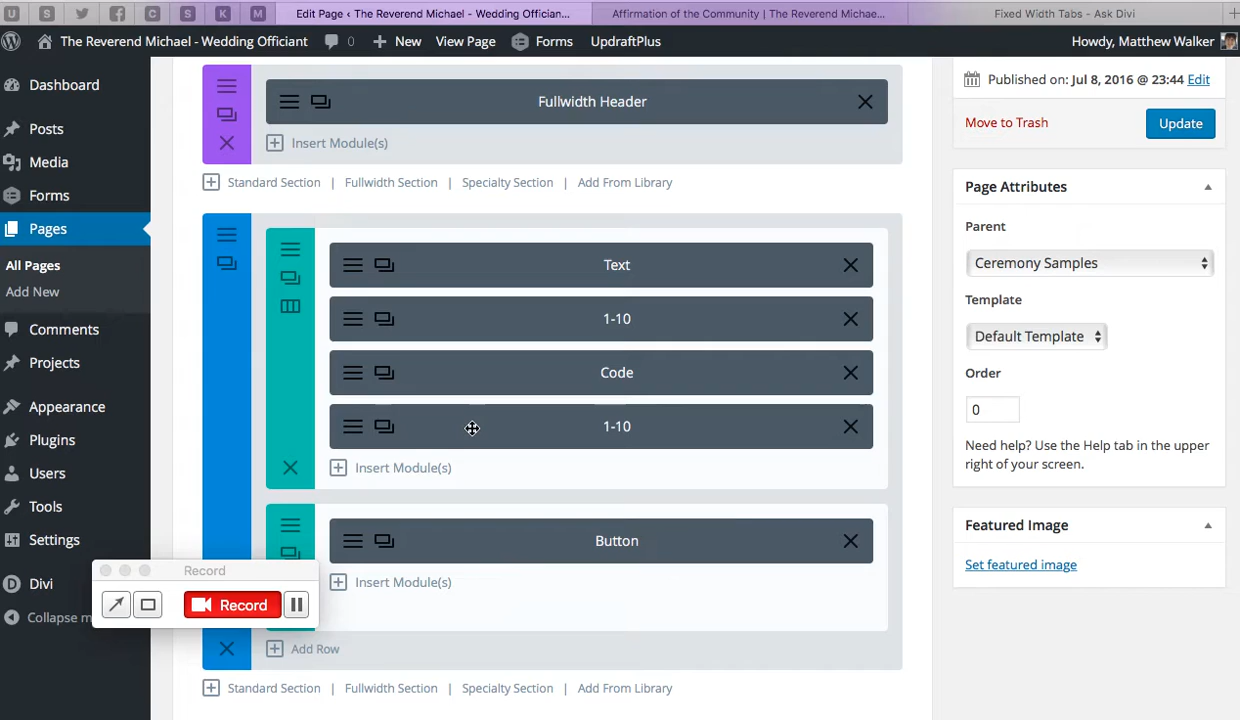 U
S
C
S
K
M
Edit Page ‹ The Reverend Michael - Wedding Offician...
Affirmation of the Community | The Reverend Michae...
Fixed Width Tabs - Ask Divi
The Reverend Michael - Wedding Officiant
0
New
View Page
Forms
UpdraftPlus
Howdy, Matthew Walker
Dashboard
Posts
Media
Forms
Pages
All Pages
Add New
Comments
Projects
Appearance
Plugins
Users
Tools
Settings
Divi
Collapse m
Record
Record
Fullwidth Header
Insert Module(s)
Standard Section | Fullwidth Section | Specialty Section | Add From Library
Text
1-10
Code
1-10
Insert Module(s)
Button
Insert Module(s)
Add Row
Standard Section | Fullwidth Section | Specialty Section | Add From Library
Published on: Jul 8, 2016 @ 23:44 Edit
Move to Trash
Update
Page Attributes
Parent
Ceremony Samples
Template
Default Template
Order
0
Need help? Use the Help tab in the upper
right of your screen.
Featured Image
Set featured image